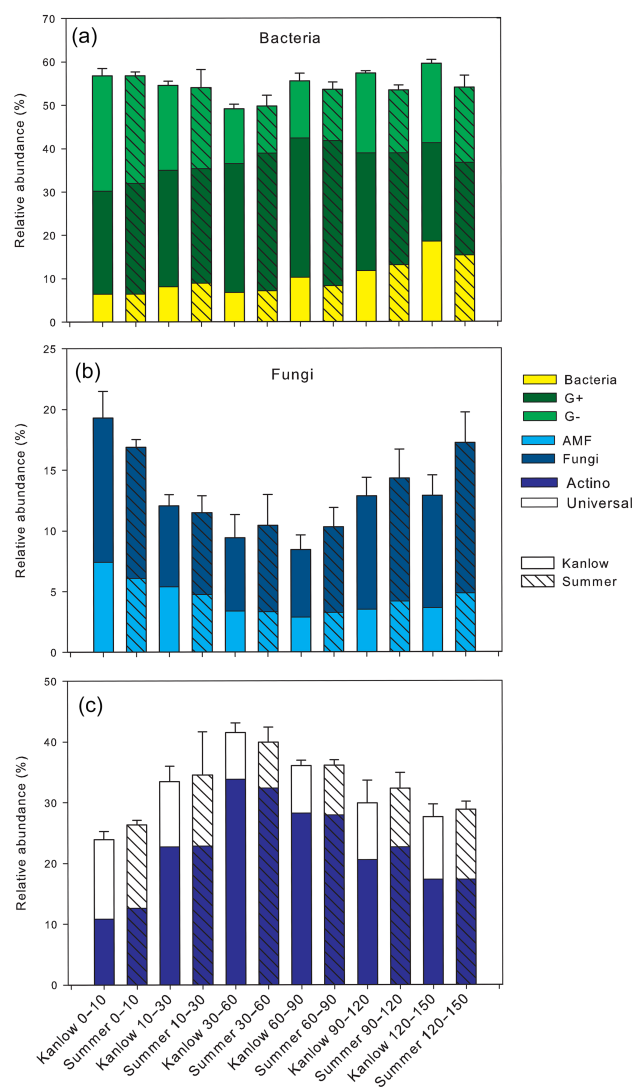 (a)
Bacteria
Relative abundance (%)
70
60
50
40
30
20
10
0
(b)
Fungi
Relative abundance (%)
25
20
15
10
5
0
Bacteria
G+
G-
AMF
Fungi
Actino
Universal
Kanlow
Summer
(c)
Relative abundance (%)
50
40
30
20
10
0
Kanlow 0–10
Summer 0–10
Kanlow 10–30
Summer 10–30
Kanlow 30–60
Summer 30–60
Kanlow 60–90
Summer 60–90
Kanlow 90–120
Summer 90–120
Kanlow 120–150
Summer 120–150